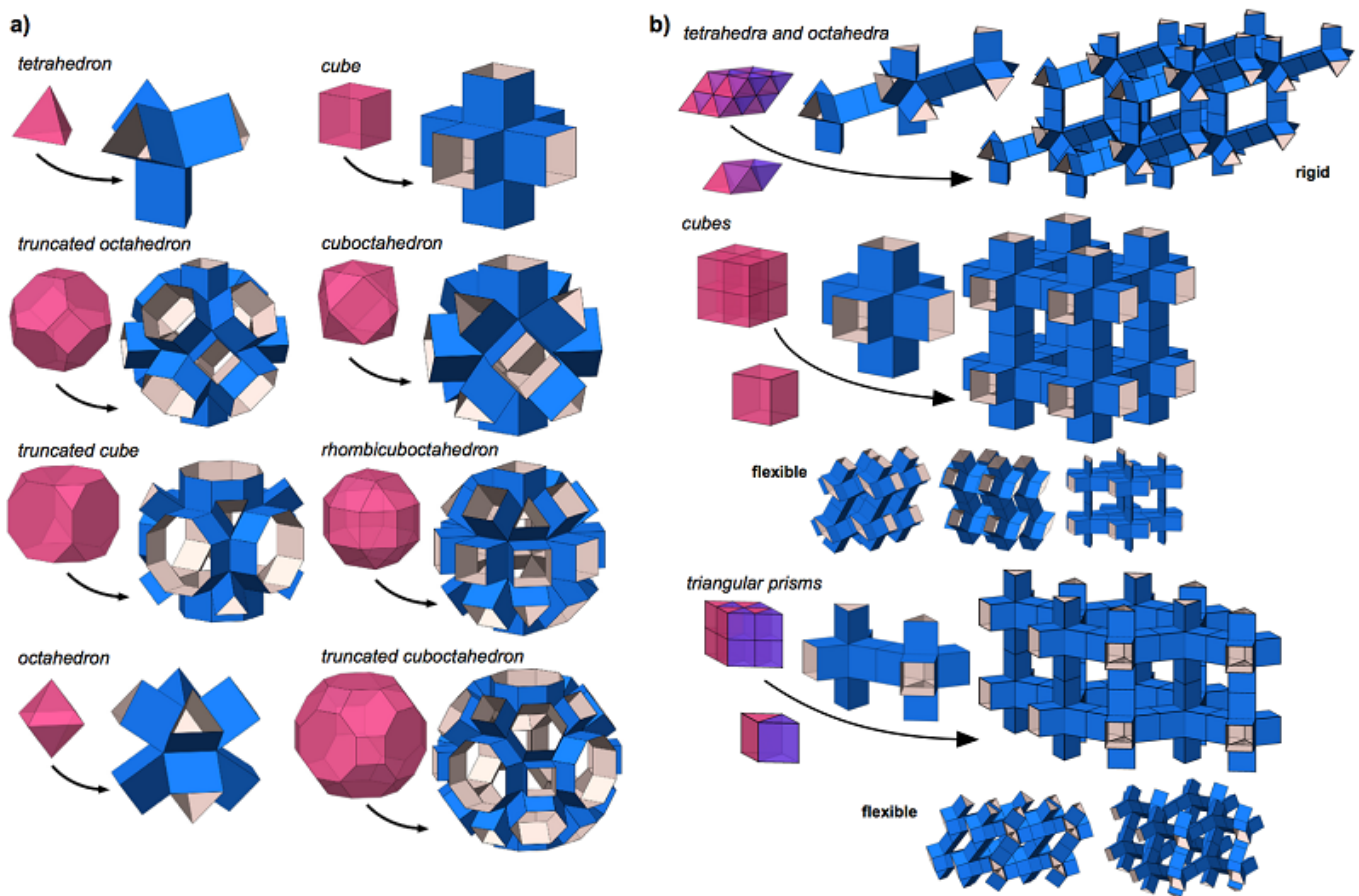 a)
tetrahedron
cube
truncated octahedron
cuboctahedron
truncated cube
rhombicuboctahedron
octahedron
truncated cuboctahedron
b)
tetrahedra and octahedra
rigid
cubes
flexible
triangular prisms
flexible